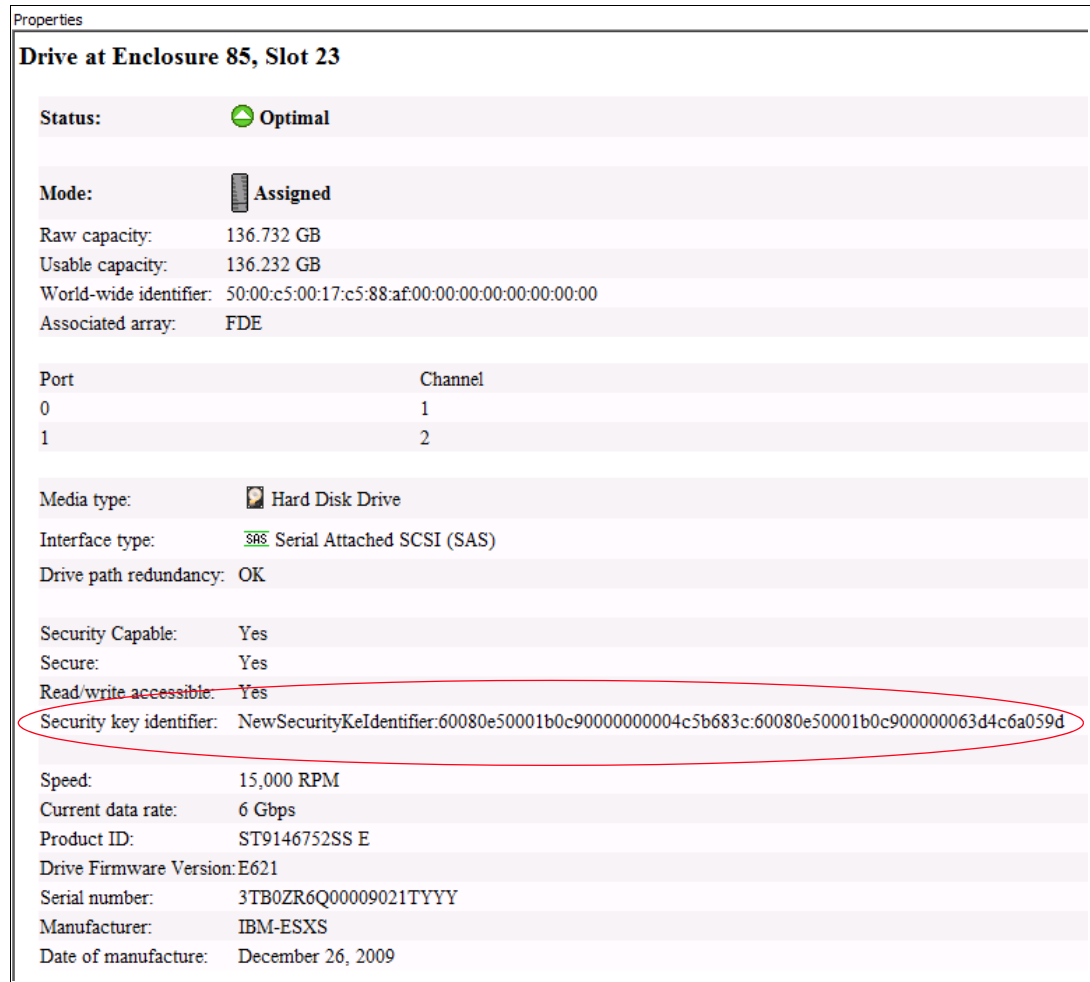 Properties
Drive at Enclosure 85, Slot 23
Status: Optimal
Mode: Assigned
Raw capacity: 136.732 GB
Usable capacity: 136.232 GB
World-wide identifier: 50:00:c5:00:17:c5:88:af:00:00:00:00:00:00:00:00
Associated array: FDE
Port Channel
0 1
1 2
Media type: Hard Disk Drive
Interface type: SAS Serial Attached SCSI (SAS)
Drive path redundancy: OK
Security Capable: Yes
Secure: Yes
Read/write accessible: Yes
Security key identifier: NewSecurityKeIdentifier:60080e50001b0c90000000004c5b683c:60080e50001b0c900000063d4c6a059d
Speed: 15,000 RPM
Current data rate: 6 Gbps
Product ID: ST9146752SS E
Drive Firmware Version: E621
Serial number: 3TB0ZR6Q00009021TYYY
Manufacturer: IBM-ESXS
Date of manufacture: December 26, 2009